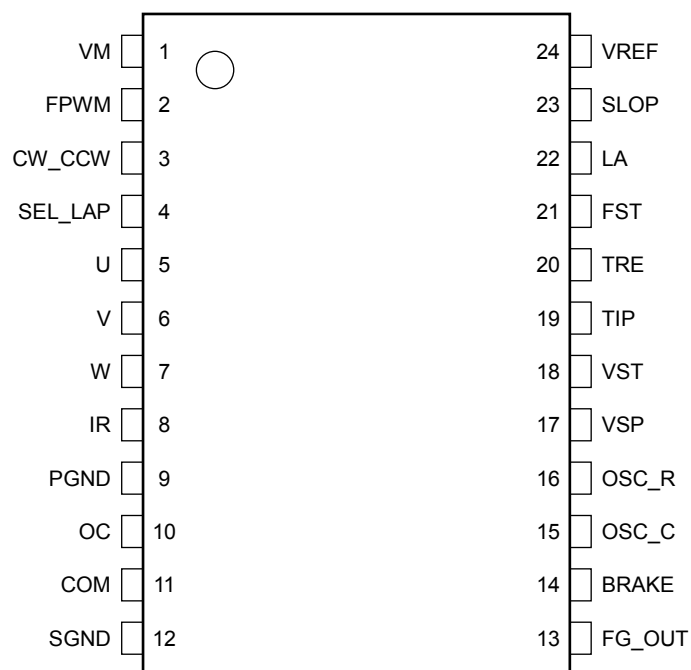 VM 1 24 VREF
FPWM 2 23 SLOP
CW_CCW 3 22 LA
SEL_LAP 4 21 FST
U 5 20 TRE
V 6 19 TIP
W 7 18 VST
IR 8 17 VSP
PGND 9 16 OSC_R
OC 10 15 OSC_C
COM 11 14 BRAKE
SGND 12 13 FG_OUT